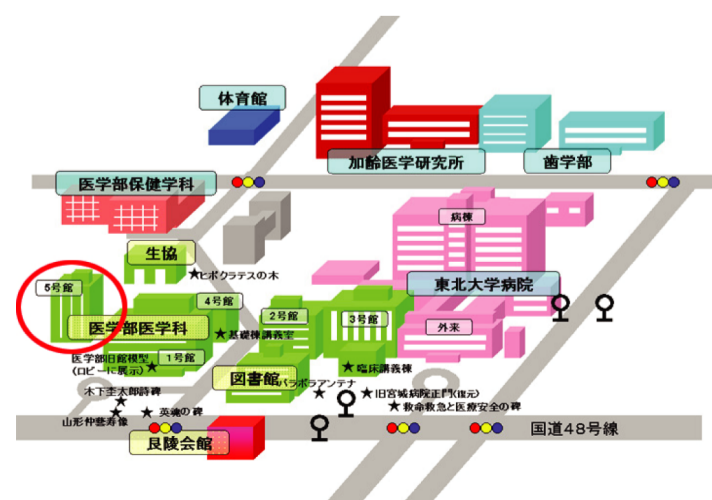 体育館
加齢医学研究所
歯学部
医学部保健学科
病棟
生協
★ヒポクラテスの木
東北大学病院
5号館
4号館
2号館
3号館
外来
医学部医学科
★基礎棟講義室
1号館
医学部旧館模型
(ロビーに展示)★
図書館
★臨床講義棟
パラボラアンテナ
★
木下杢太郎詩碑
★
★旧宮城病院正門(復元)
★救命救急と医療安全の碑
山形仲藝寿像
★英魂の碑
艮陵会館
国道48号線